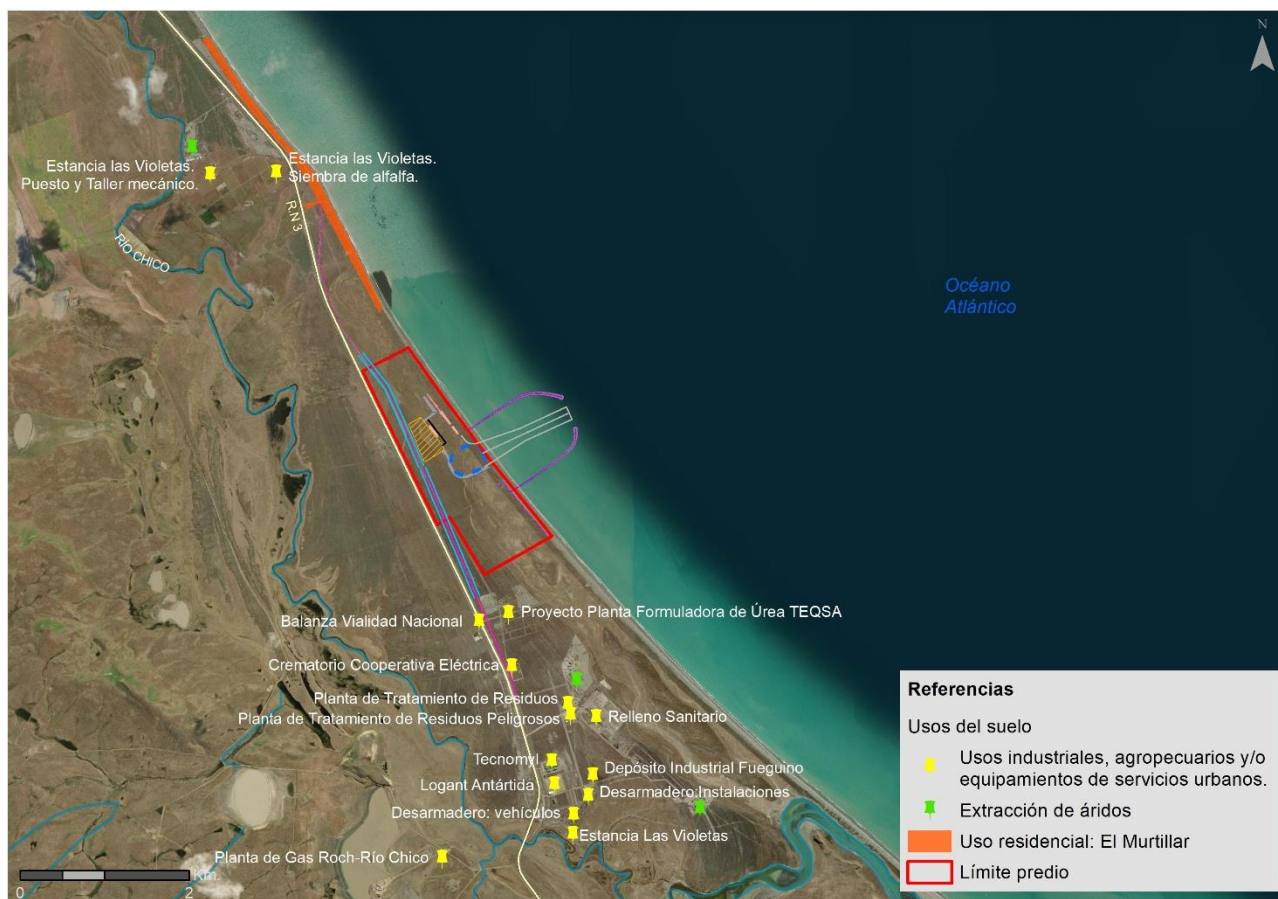 N
Estancia las Violetas.
Puesto y Taller mecánico.
Estancia las Violetas.
Siembra de alfalfa.
R.N 3
RÍO CHICO
Océano
Atlántico
Proyecto Planta Formuladora de Úrea TEQSA
Balanza Vialidad Nacional
Crematorio Cooperativa Eléctrica
Planta de Tratamiento de Residuos
Planta de Tratamiento de Residuos Peligrosos
Relleno Sanitario
Tecnomyl
Depósito Industrial Fueguino
Logant Antártida
Desarmadero:Instalaciones
Desarmadero: vehículos
Estancia Las Violetas
Planta de Gas Roch-Río Chico
Km.
0
2
Referencias
Usos del suelo
Usos industriales, agropecuarios y/o
equipamientos de servicios urbanos.
Extracción de áridos
Uso residencial: El Murtillar
Límite predio